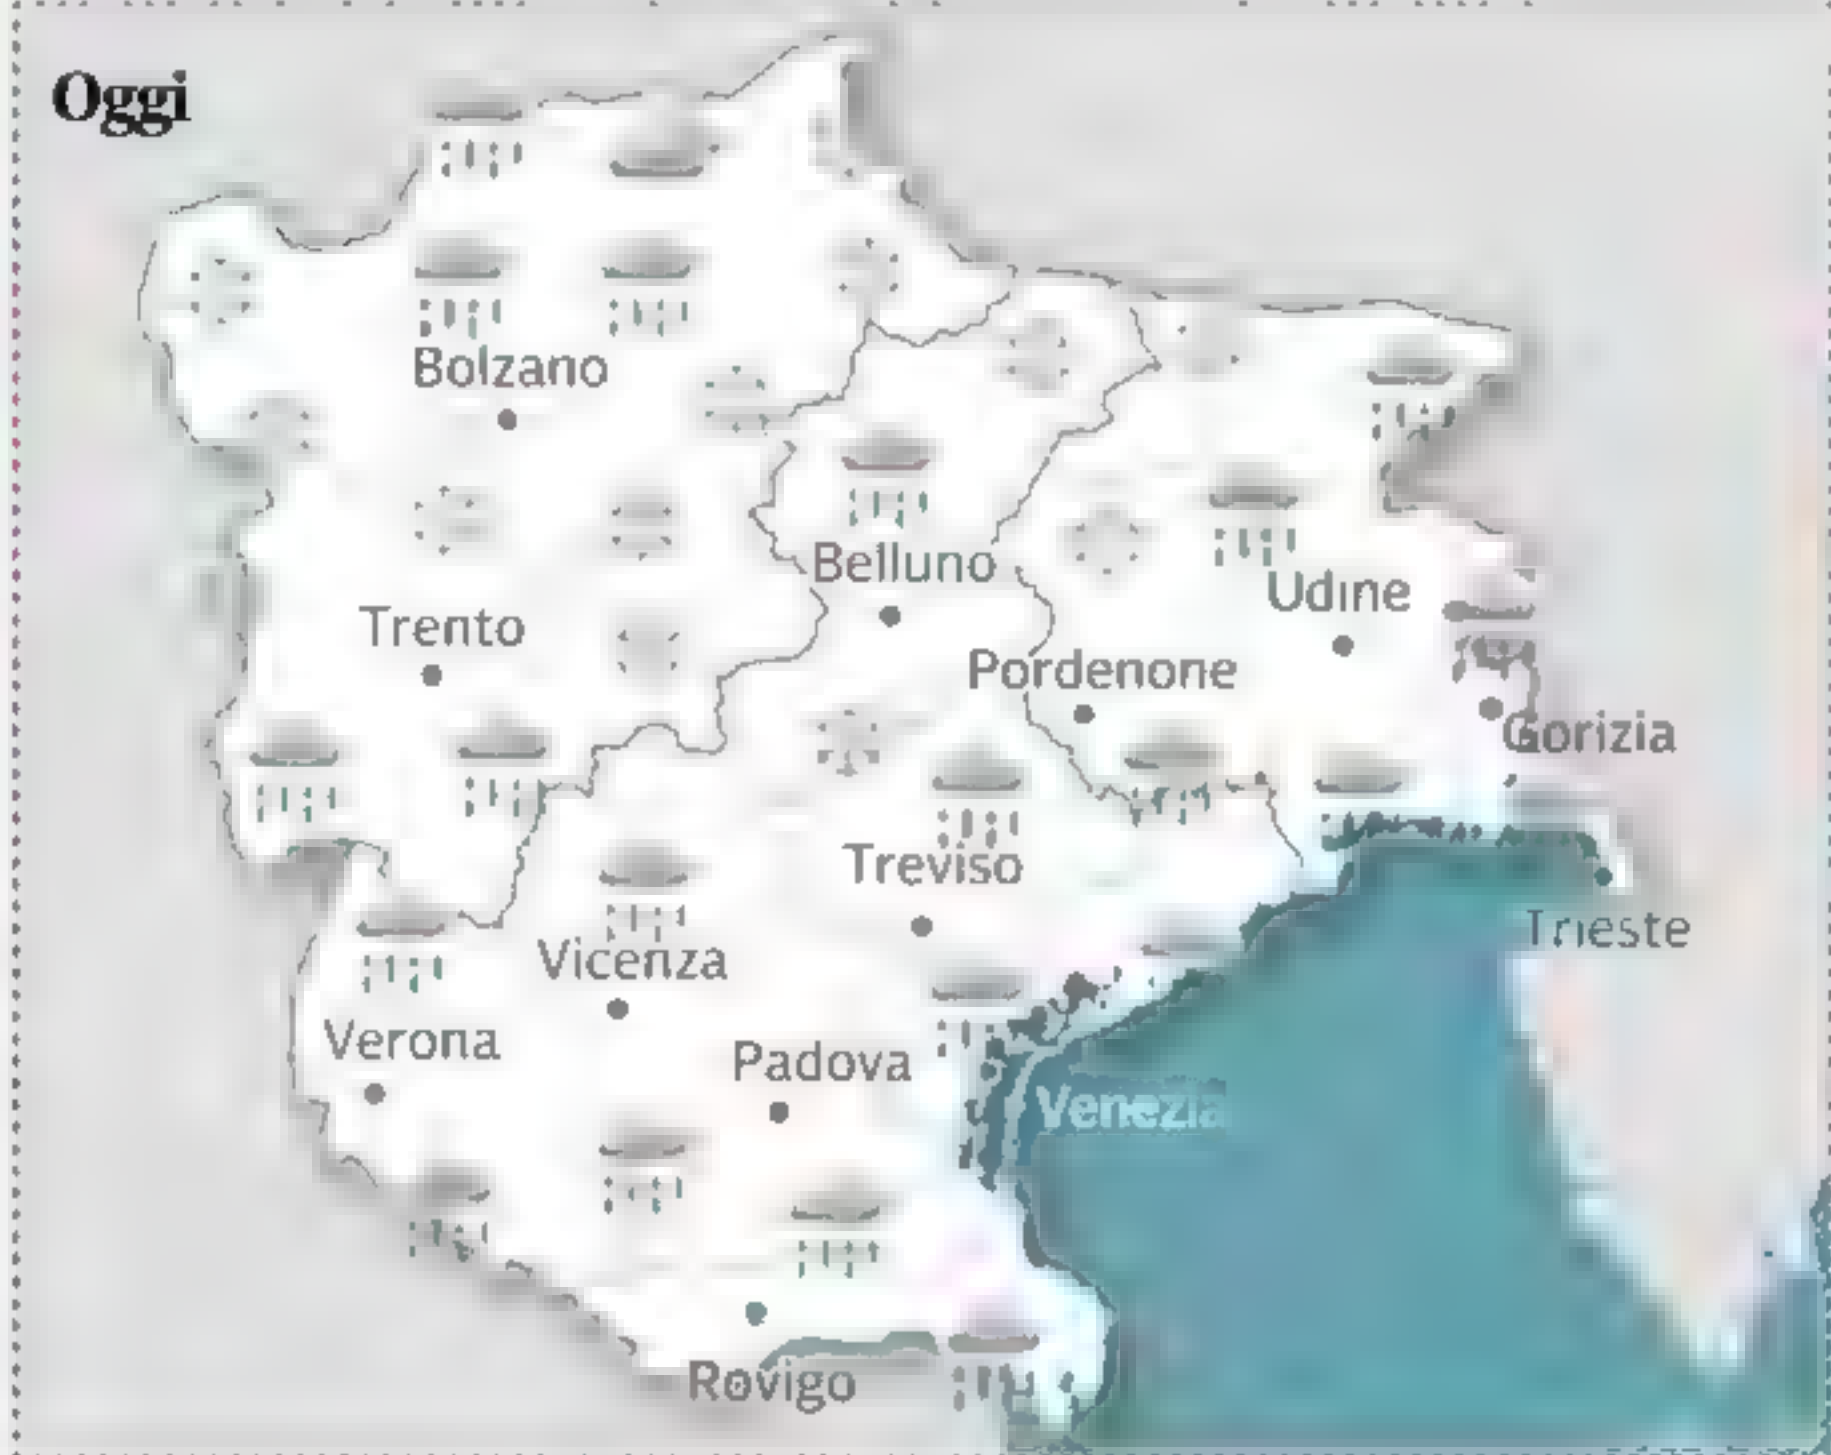 Oggi
Bolzano
Belluno
Trento
Udine
Pordenone
Gorizia
Treviso
Trieste
Vicenza
Verona
Padova
Venezia
Rovigo